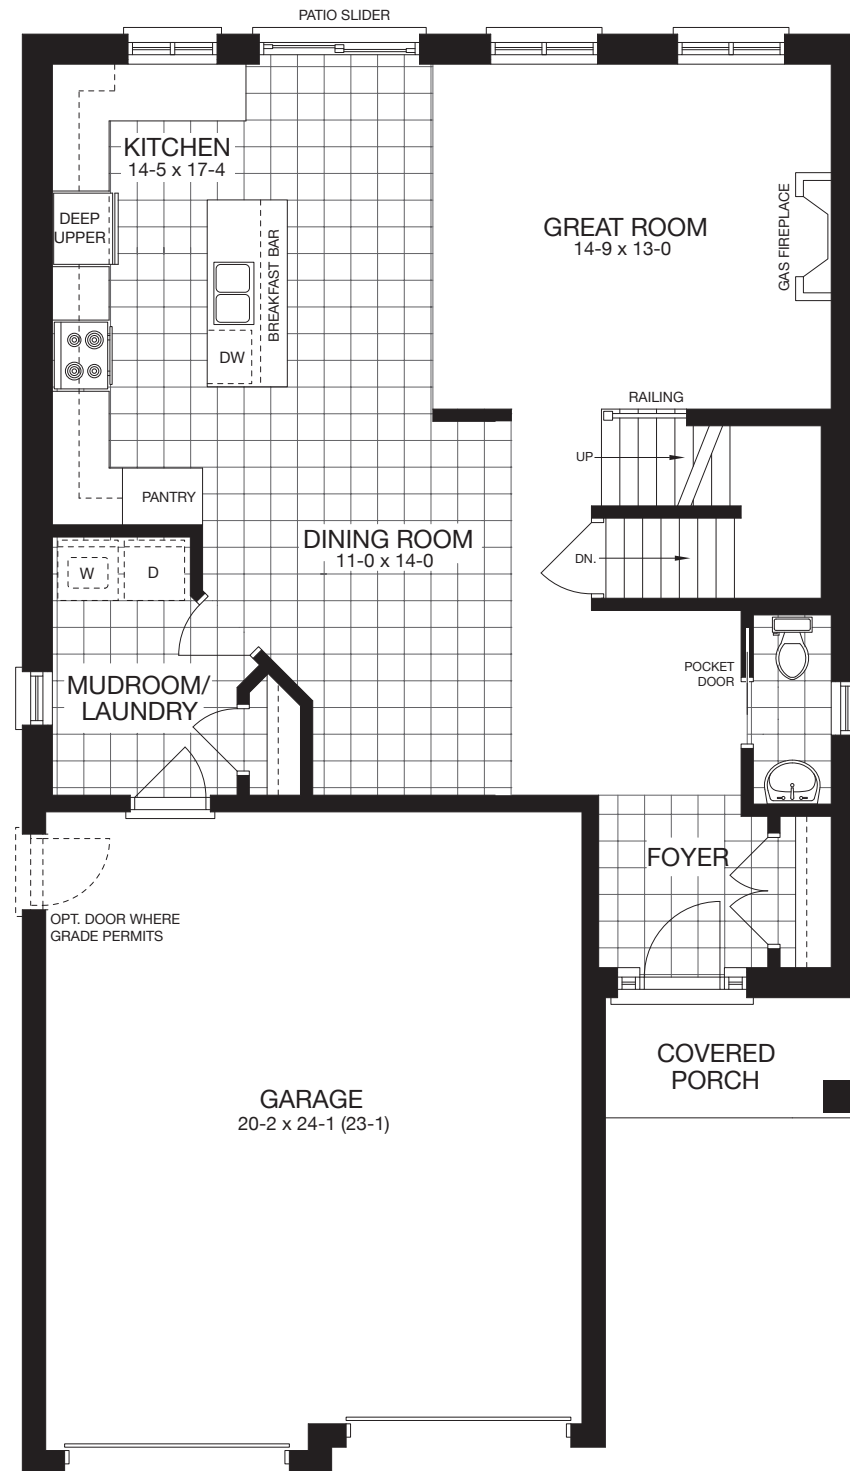 PATIO SLIDER
KITCHEN
14-5 x 17-4
DEEP
UPPER
BREAKFAST BAR
DW
PANTRY
GREAT ROOM
14-9 x 13-0
GAS FIREPLACE
RAILING
UP
DN.
DINING ROOM
11-0 x 14-0
W
D
MUDROOM/
LAUNDRY
POCKET
DOOR
FOYER
OPT. DOOR WHERE
GRADE PERMITS
COVERED
PORCH
GARAGE
20-2 x 24-1 (23-1)